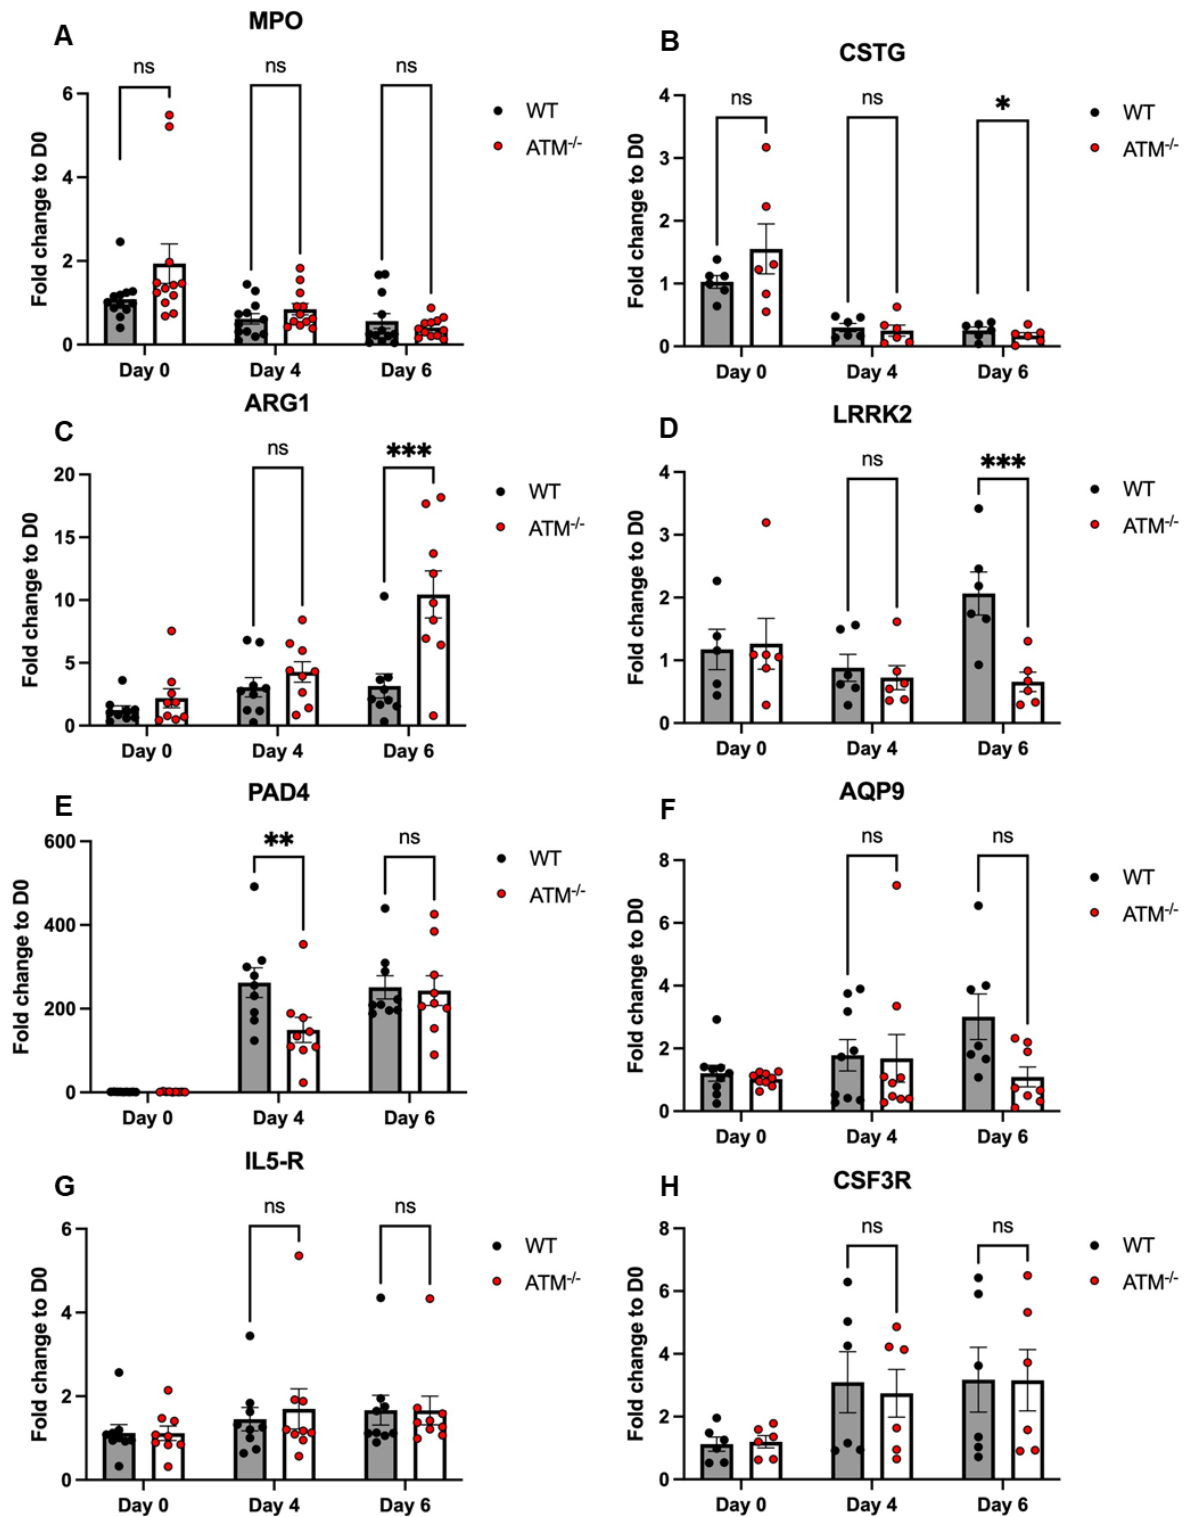 A
MPO
ns
ns
ns
Fold change to D0
6
4
2
0
Day 0
Day 4
Day 6
WT
ATM-/-
B
CSTG
ns
ns
*
Fold change to D0
4
3
2
1
0
Day 0
Day 4
Day 6
WT
ATM-/-
C
ARG1
ns
***
Fold change to D0
20
15
10
5
0
Day 0
Day 4
Day 6
WT
ATM-/-
D
LRRK2
ns
***
Fold change to D0
4
3
2
1
0
Day 0
Day 4
Day 6
WT
ATM-/-
E
PAD4
**
ns
Fold change to D0
600
400
200
0
Day 0
Day 4
Day 6
WT
ATM-/-
F
AQP9
ns
ns
Fold change to D0
8
6
4
2
0
Day 0
Day 4
Day 6
WT
ATM-/-
G
IL5-R
ns
ns
Fold change to D0
6
4
2
0
Day 0
Day 4
Day 6
WT
ATM-/-
H
CSF3R
ns
ns
Fold change to D0
8
6
4
2
0
Day 0
Day 4
Day 6
WT
ATM-/-